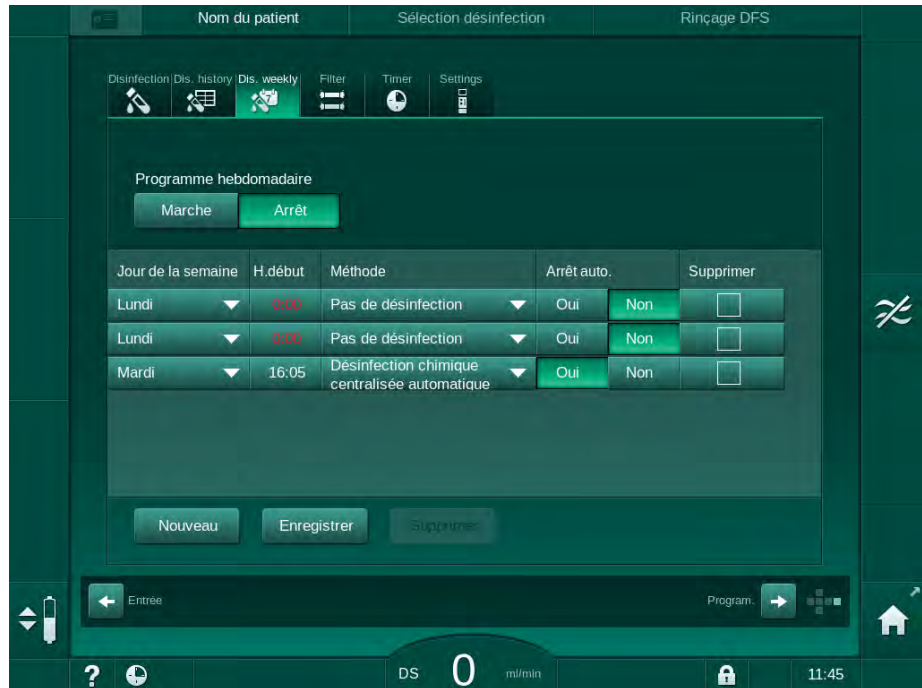 Nom du patient
Sélection désinfection
Rinçage DFS
Disinfection Dis. history Dis. weekly Filter Timer Settings
7
Programme hebdomadaire
Marche Arrêt
Jour de la semaine H.début Méthode Arrêt auto. Supprimer
Lundi 0:00 Pas de désinfection Oui Non
Lundi 0:00 Pas de désinfection Oui Non
Mardi 16:05 Désinfection chimique
centralisée automatique Oui Non
Nouveau Enregistrer Supprimer
Entrée Program.
? DS 0 ml/min 11:45